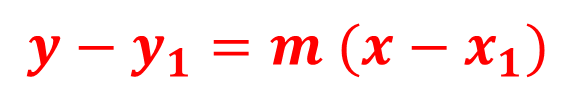 y − y₁ = m (x − x₁)